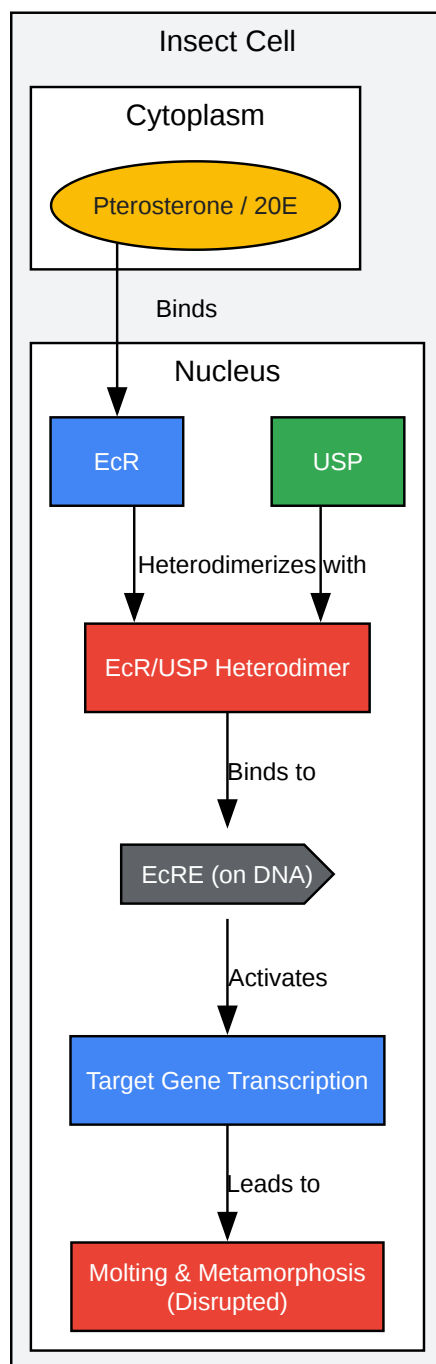 Insect Cell
Cytoplasm
Pterosterone / 20E
Binds
Nucleus
EcR
USP
Heterodimerizes with
EcR/USP Heterodimer
Binds to
EcRE (on DNA)
Activates
Target Gene Transcription
Leads to
Molting & Metamorphosis
(Disrupted)